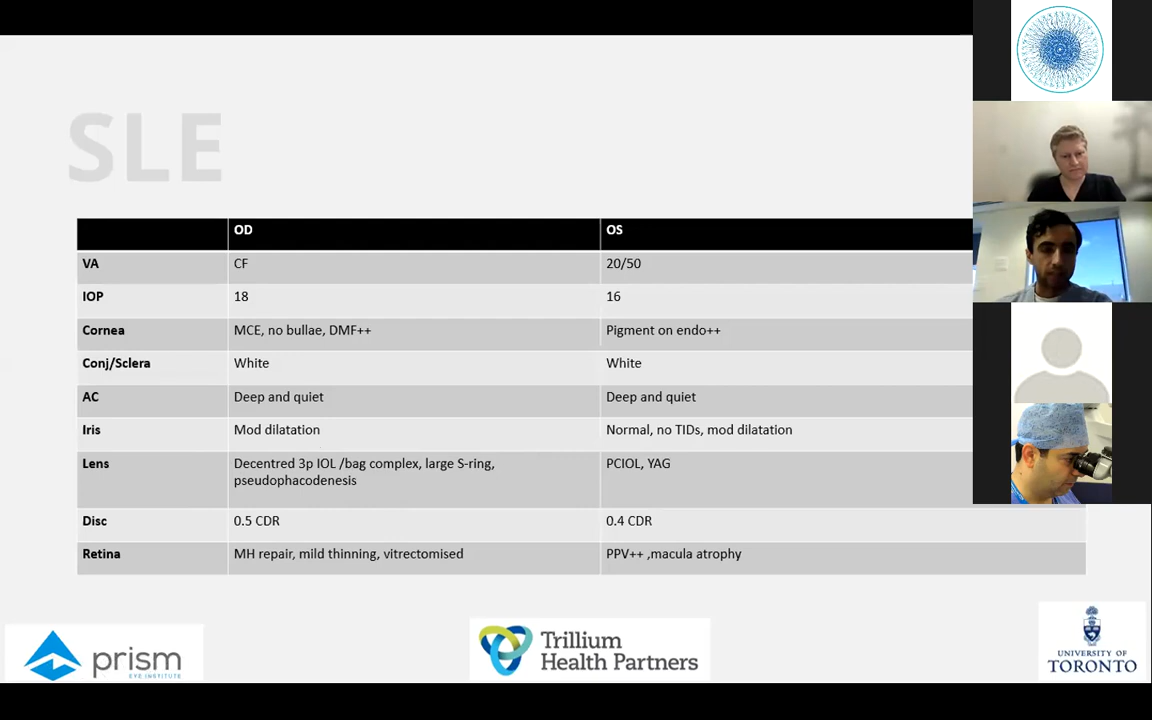 SLE
OD OS
VA CF 20/50
IOP 18 16
Cornea MCE, no bullae, DMF++ Pigment on endo++
Conj/Sclera White White
AC Deep and quiet Deep and quiet
Iris Mod dilatation Normal, no TIDs, mod dilatation
Lens Decentred 3p IOL /bag complex, large S-ring, PCIOL, YAG
pseudophacodenesis
Disc 0.5 CDR 0.4 CDR
Retina MH repair, mild thinning, vitrectomised PPV++ ,macula atrophy
prism
EYE INSTITUTE
Trillium
Health Partners
UNIVERSITY OF
TORONTO